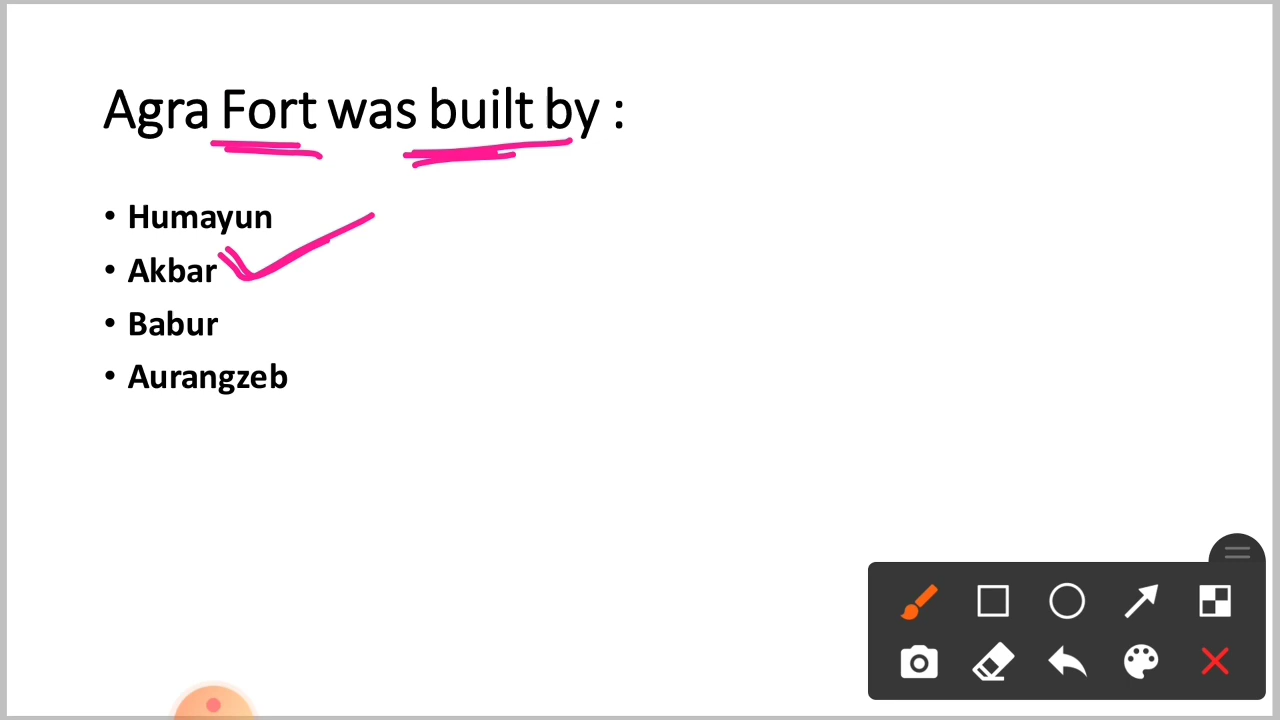 Agra Fort was built by :
• Humayun
• Akbar
• Babur
• Aurangzeb